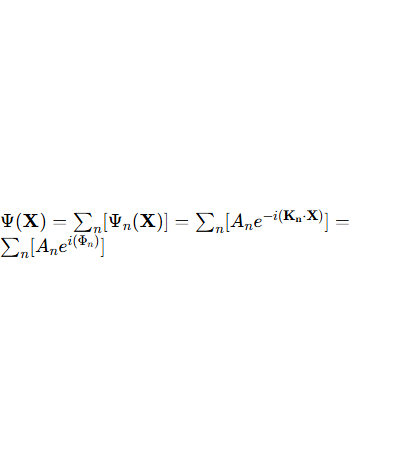 Ψ(𝐗) = ∑ₙ[Ψₙ(𝐗)] = ∑ₙ[Aₙe^{−i(𝐊ₙ·𝐗)}] =
∑ₙ[Aₙe^{i(Φₙ)}]